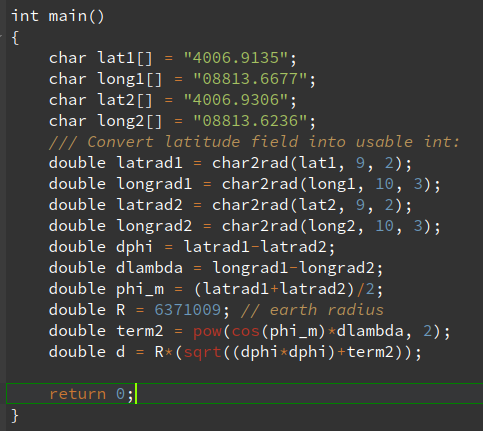 int main()
{
    char lat1[] = "4006.9135";
    char long1[] = "08813.6677";
    char lat2[] = "4006.9306";
    char long2[] = "08813.6236";
    /// Convert latitude field into usable int:
    double latrad1 = char2rad(lat1, 9, 2);
    double longrad1 = char2rad(long1, 10, 3);
    double latrad2 = char2rad(lat2, 9, 2);
    double longrad2 = char2rad(long2, 10, 3);
    double dphi = latrad1-latrad2;
    double dlambda = longrad1-longrad2;
    double phi_m = (latrad1+latrad2)/2;
    double R = 6371009; // earth radius
    double term2 = pow(cos(phi_m)*dlambda, 2);
    double d = R*(sqrt((dphi*dphi)+term2));

    return 0;
}